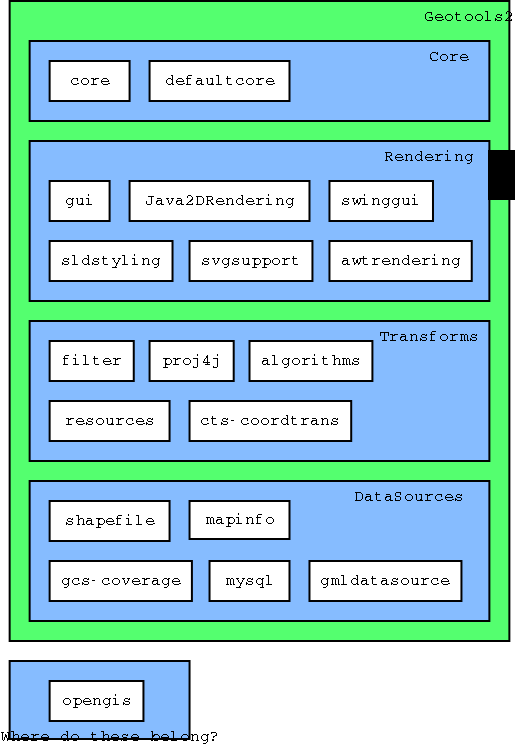 Geotools2
Core
core defaultcore
Rendering
gui Java2DRendering swinggui
sldstyling svgsupport awtrendering
Transforms
filter proj4j algorithms
resources cts-coordtrans
DataSources
shapefile mapinfo
gcs-coverage mysql gmldatasource
opengis
Where do these belong?